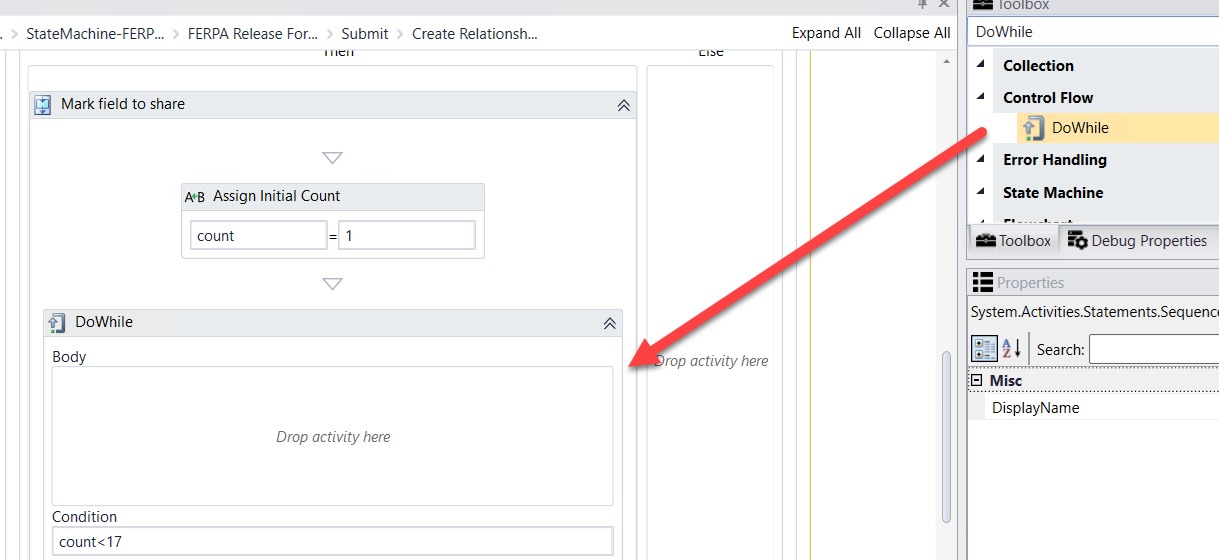 StateMachine-FERP... FERPA Release For... Submit Create Relationsh... Expand All Collapse All
Then Else
Mark field to share
A+B Assign Initial Count
count = 1
DoWhile
Body
Drop activity here
Condition
count<17
Drop activity here
Toolbox
DoWhile
Collection
Control Flow
DoWhile
Error Handling
State Machine
Flowchart
Toolbox Debug Properties
Properties
System.Activities.Statements.Sequence
A Z Search:
Misc
DisplayName